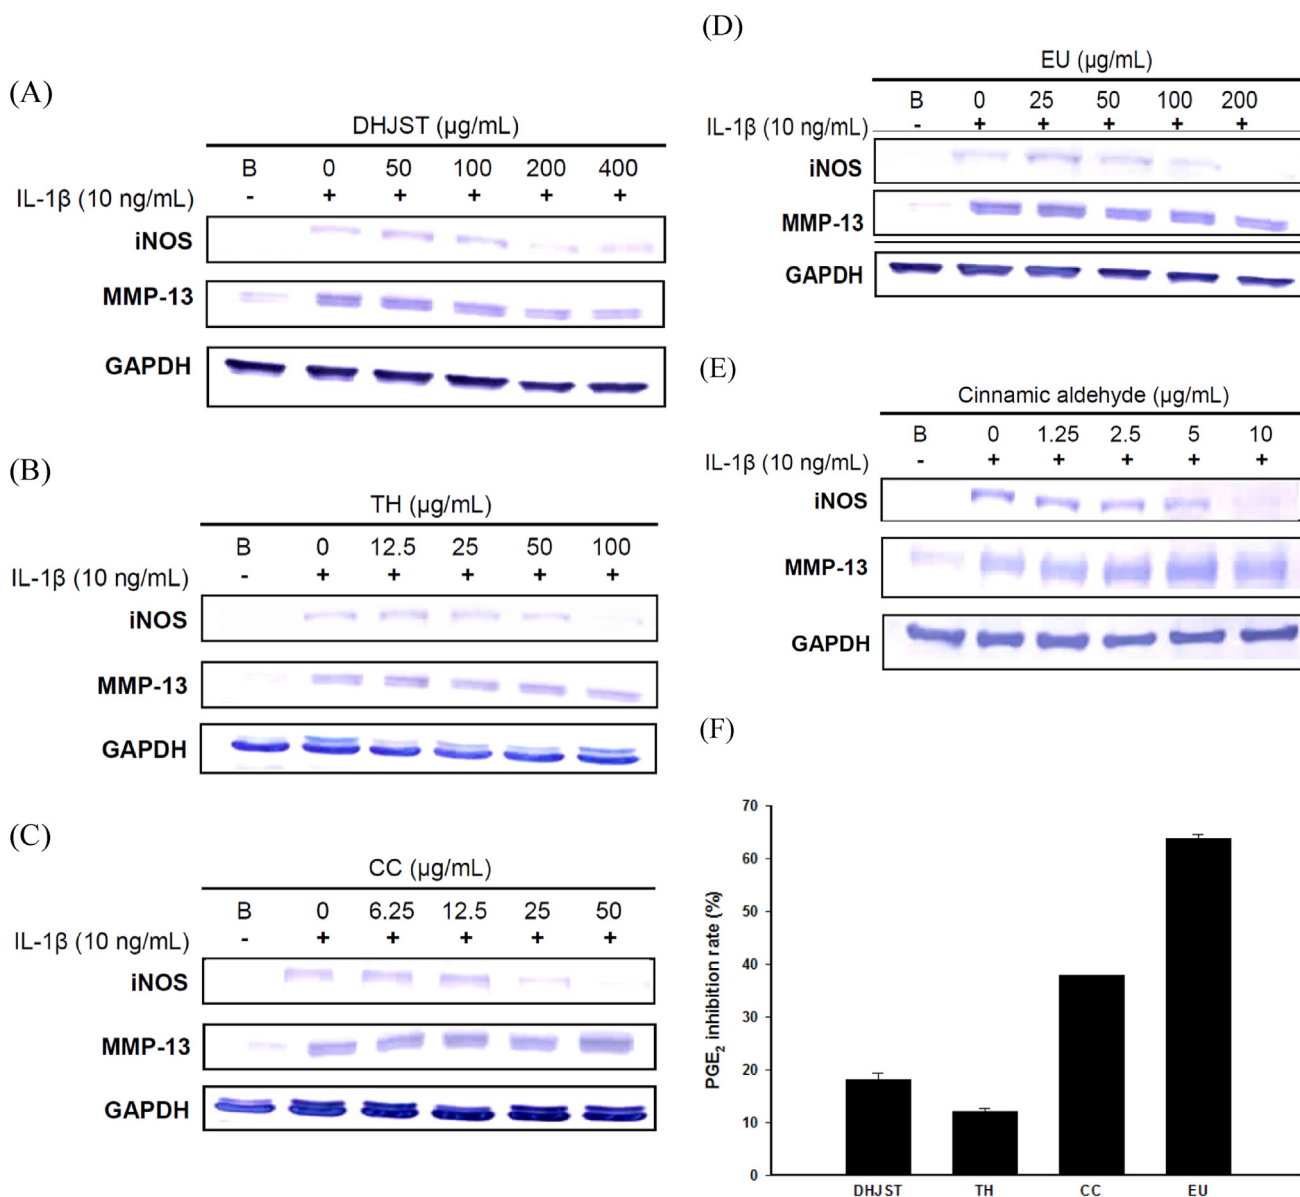 (A)
DHJST (µg/mL)
B 0 50 100 200 400
IL-1β (10 ng/mL) - + + + + +
iNOS
MMP-13
GAPDH
(B)
TH (µg/mL)
B 0 12.5 25 50 100
IL-1β (10 ng/mL) - + + + + +
iNOS
MMP-13
GAPDH
(C)
CC (µg/mL)
B 0 6.25 12.5 25 50
IL-1β (10 ng/mL) - + + + + +
iNOS
MMP-13
GAPDH
(D)
EU (µg/mL)
B 0 25 50 100 200
IL-1β (10 ng/mL) - + + + + +
iNOS
MMP-13
GAPDH
(E)
Cinnamic aldehyde (µg/mL)
B 0 1.25 2.5 5 10
IL-1β (10 ng/mL) - + + + + +
iNOS
MMP-13
GAPDH
(F)
PGE₂ inhibition rate (%)
70
60
50
40
30
20
10
0
DHJST TH CC EU